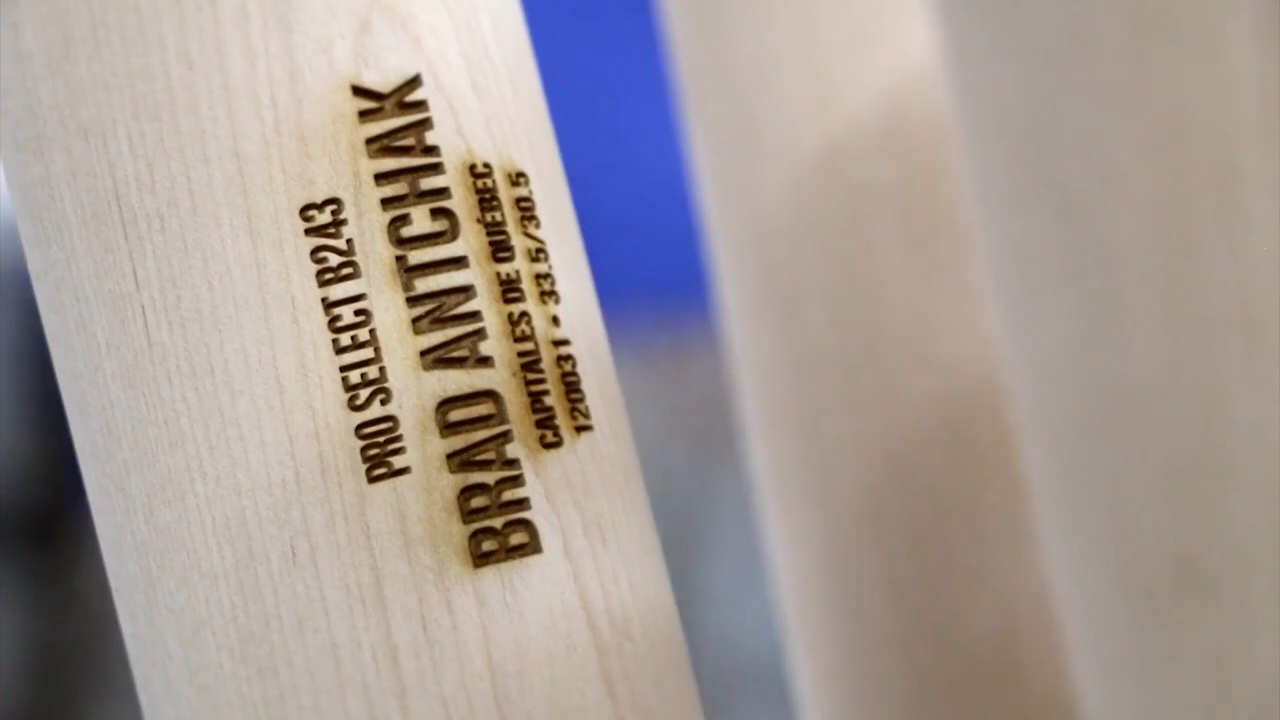 PRO SELECT B243
BRAD ANTCHAK
CAPITALES DE QUÉBEC
120031 • 33.5/30.5